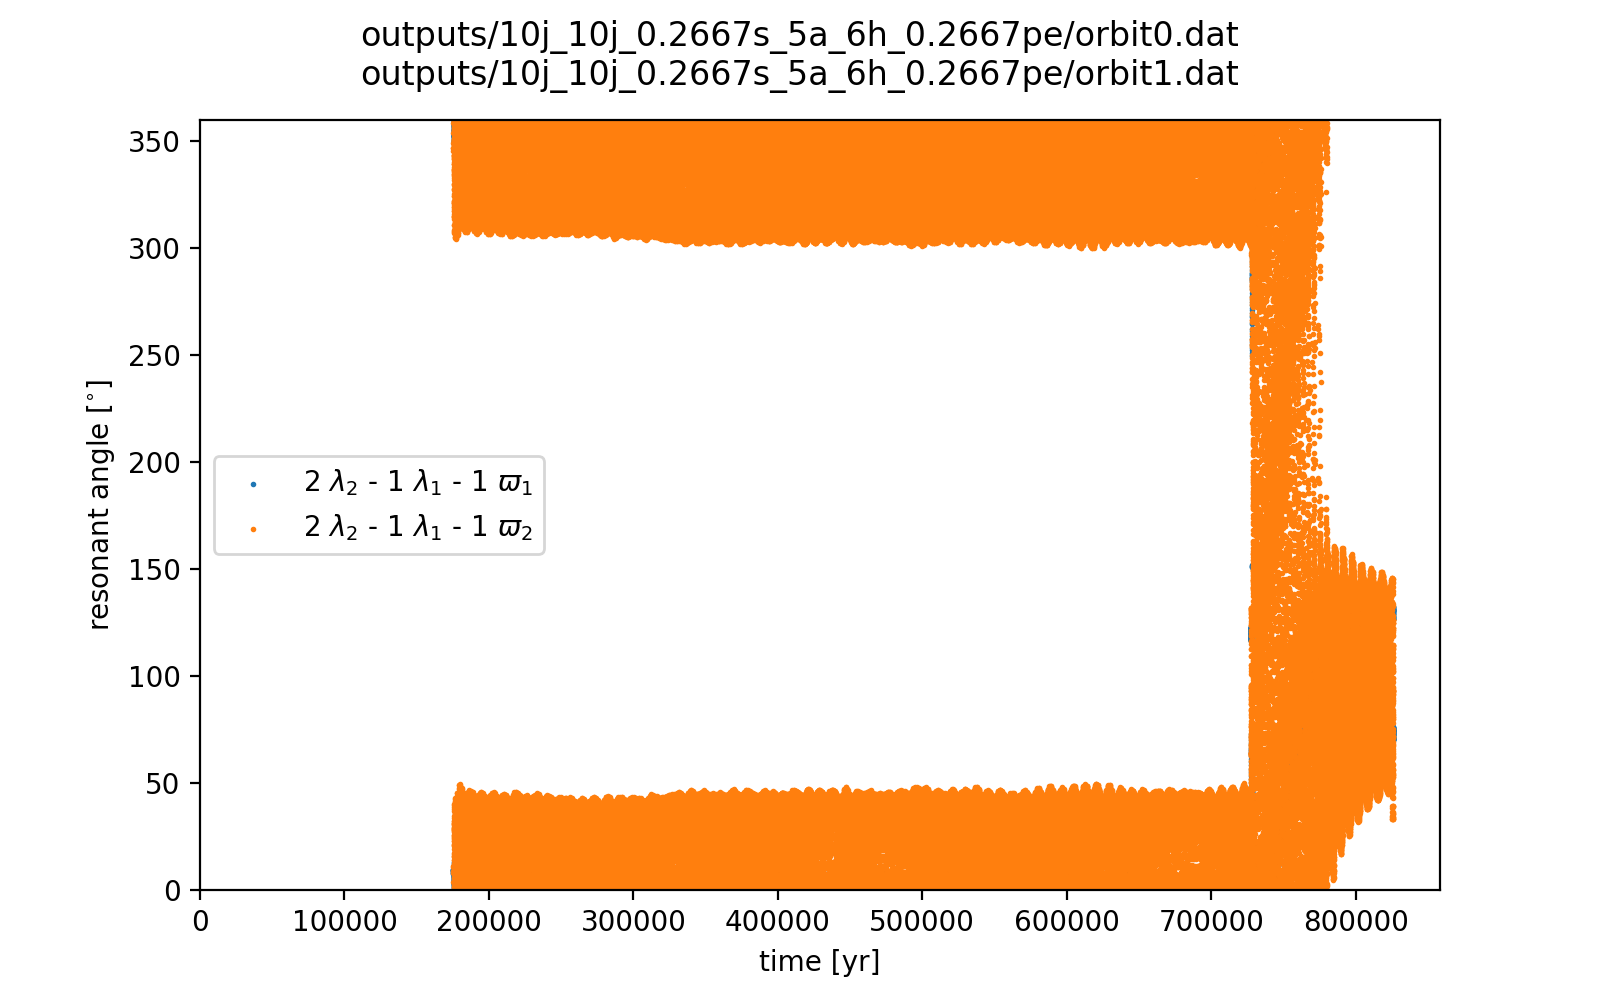 outputs/10j_10j_0.2667s_5a_6h_0.2667pe/orbit0.dat
outputs/10j_10j_0.2667s_5a_6h_0.2667pe/orbit1.dat
350
300
250
200
150
100
50
0
resonant angle [°]
2 λ₂ - 1 λ₁ - 1 ϖ₁
2 λ₂ - 1 λ₁ - 1 ϖ₂
0 100000 200000 300000 400000 500000 600000 700000 800000
time [yr]